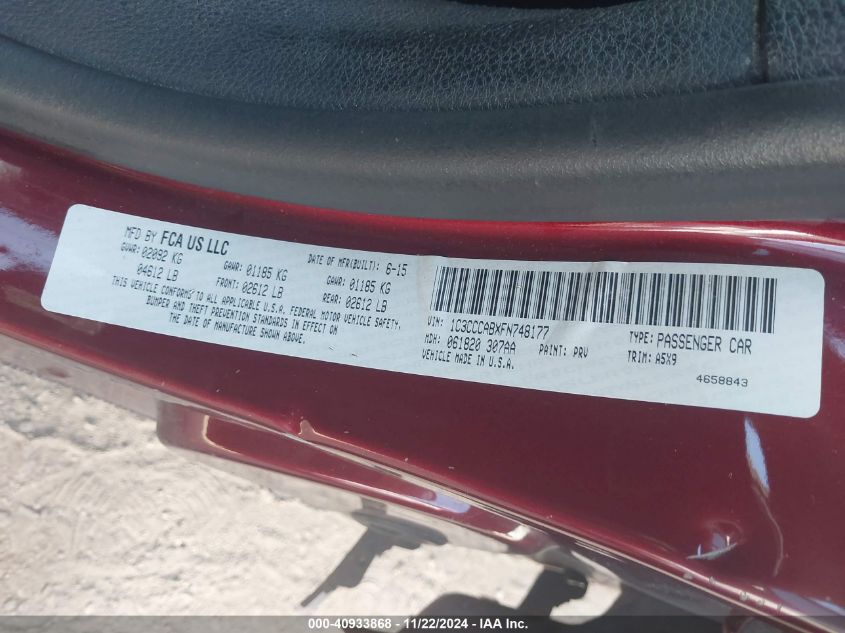 MFD BY FCA US LLC DATE OF MFR(BUILT): 6-15
GVWR: 02092 KG GAWR: 01185 KG GAWR: 01185 KG
04612 LB FRONT: 02612 LB REAR: 02612 LB
THIS VEHICLE CONFORMS TO ALL APPLICABLE U.S.A. FEDERAL MOTOR VEHICLE SAFETY,
BUMPER AND THEFT PREVENTION STANDARDS IN EFFECT ON
THE DATE OF MANUFACTURE SHOWN ABOVE.
VIN: 1C3CCCABXFN748177 TYPE: PASSENGER CAR
MDH: 061820 307AA PAINT: PRV TRIM: A5X9
VEHICLE MADE IN U.S.A. 4658843
000-40933868 - 11/22/2024 - IAA Inc.